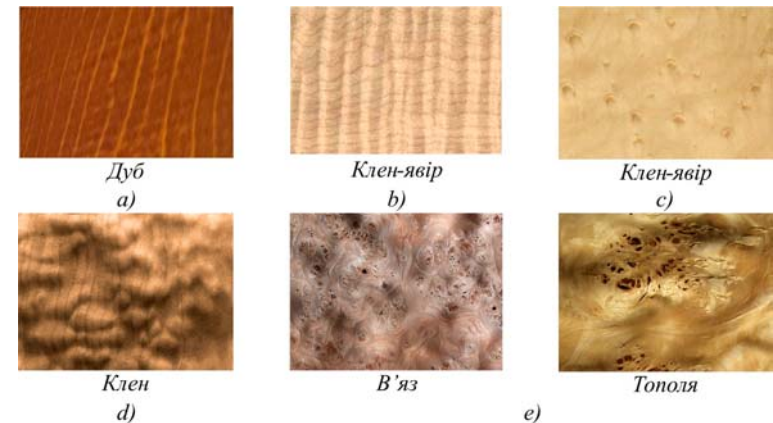 Дуб
Клен-явір
Клен-явір
a)
b)
c)
Клен
В’яз
Тополя
d)
e)